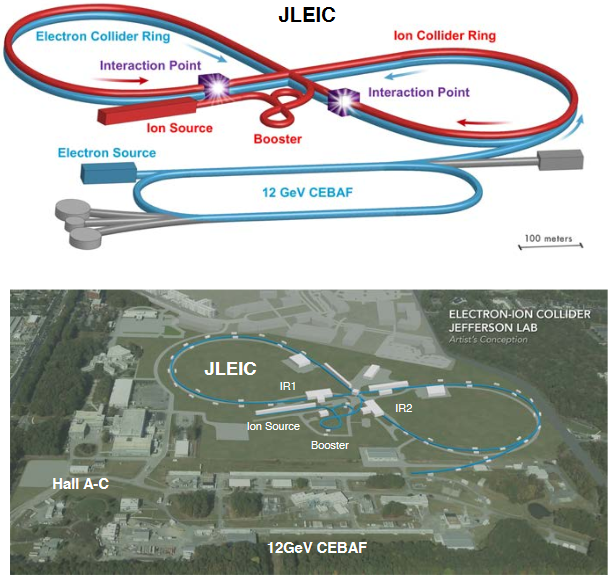 JLEIC
Electron Collider Ring
Ion Collider Ring
Interaction Point
Interaction Point
Ion Source
Booster
Electron Source
12 GeV CEBAF
100 meters
ELECTRON-ION COLLIDER
JEFFERSON LAB
Artist's Conception
JLEIC
IR1
IR2
Ion Source
Booster
Hall A-C
12GeV CEBAF